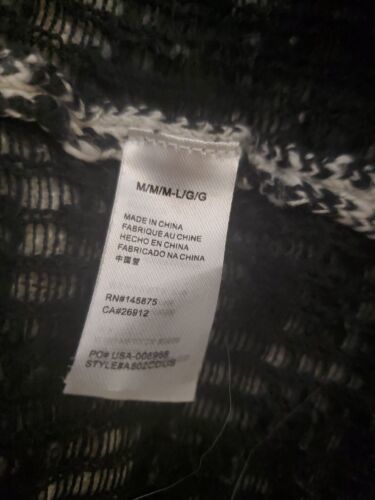 M/M/M-L/G/G
MADE IN CHINA
FABRIQUE AU CHINE
HECHO EN CHINA
FABRICADO NA CHINA
中国製
RN#145875
CA#26912
PO# USA-006958
STYLE#A802CDUS